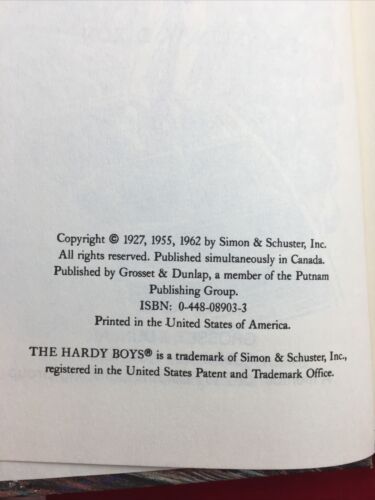 Copyright © 1927, 1955, 1962 by Simon & Schuster, Inc.
All rights reserved. Published simultaneously in Canada.
Published by Grosset & Dunlap, a member of the Putnam
Publishing Group.
ISBN: 0-448-08903-3
Printed in the United States of America.
THE HARDY BOYS® is a trademark of Simon & Schuster, Inc.,
registered in the United States Patent and Trademark Office.